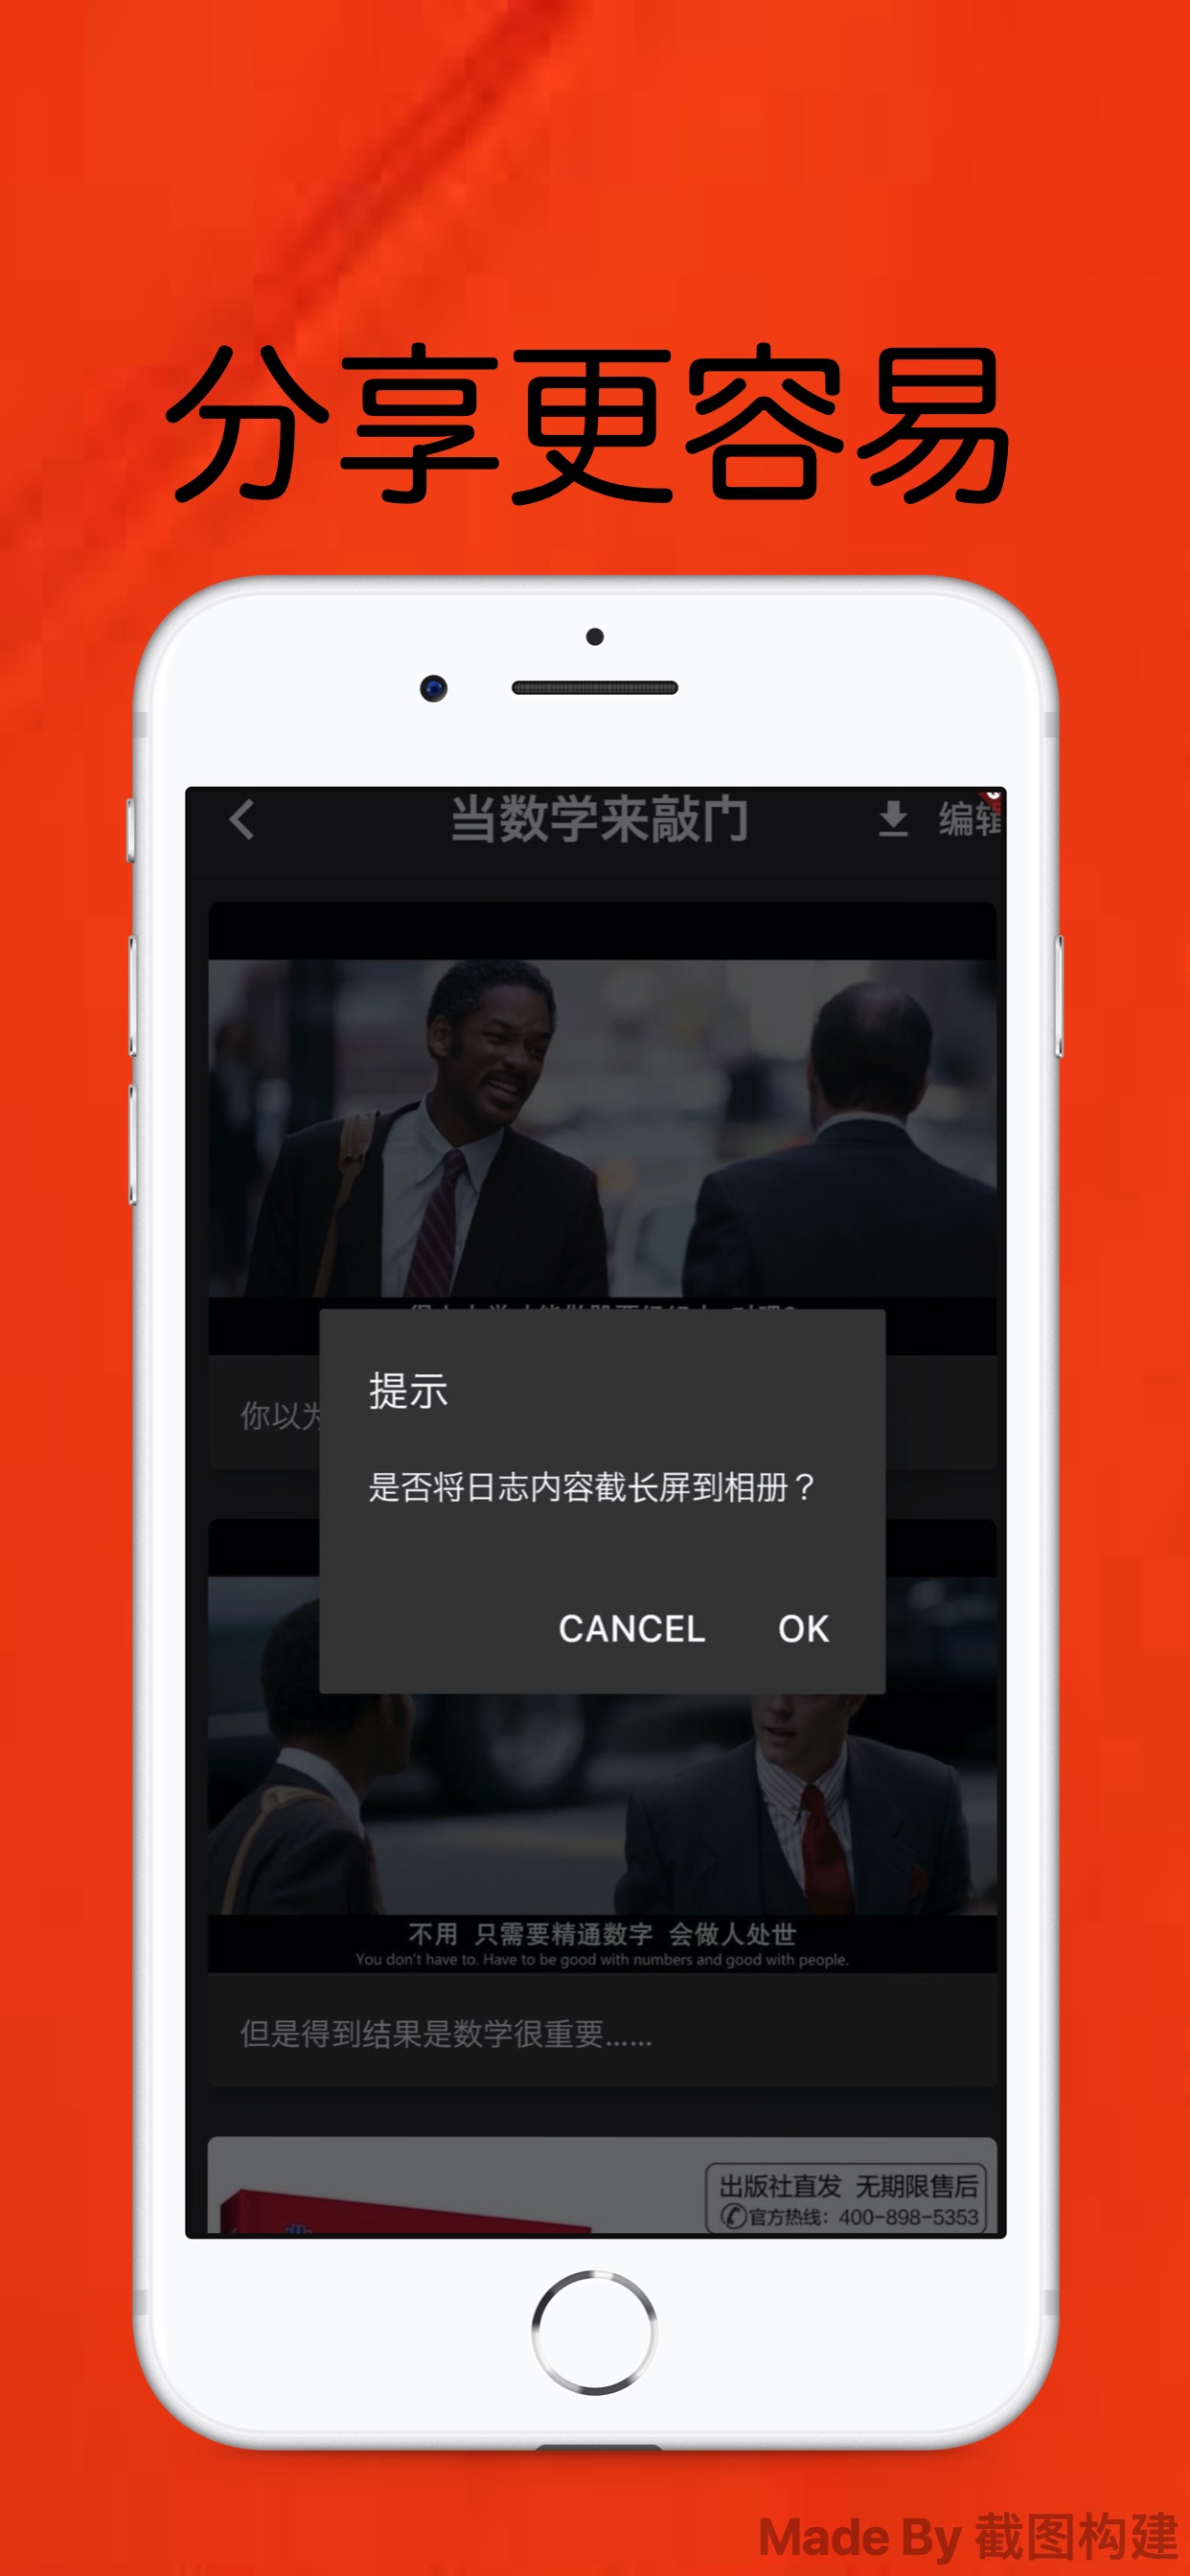 分享更容易
当数学来敲门
编辑
你以为
提示
是否将日志内容截长屏到相册？
CANCEL
OK
不用 只需要精通数字 会做人处世
You don't have to. Have to be good with numbers and good with people.
但是得到结果是数学很重要......
出版社直发 无期限售后
官方热线：400-898-5353
Made By 截图构建